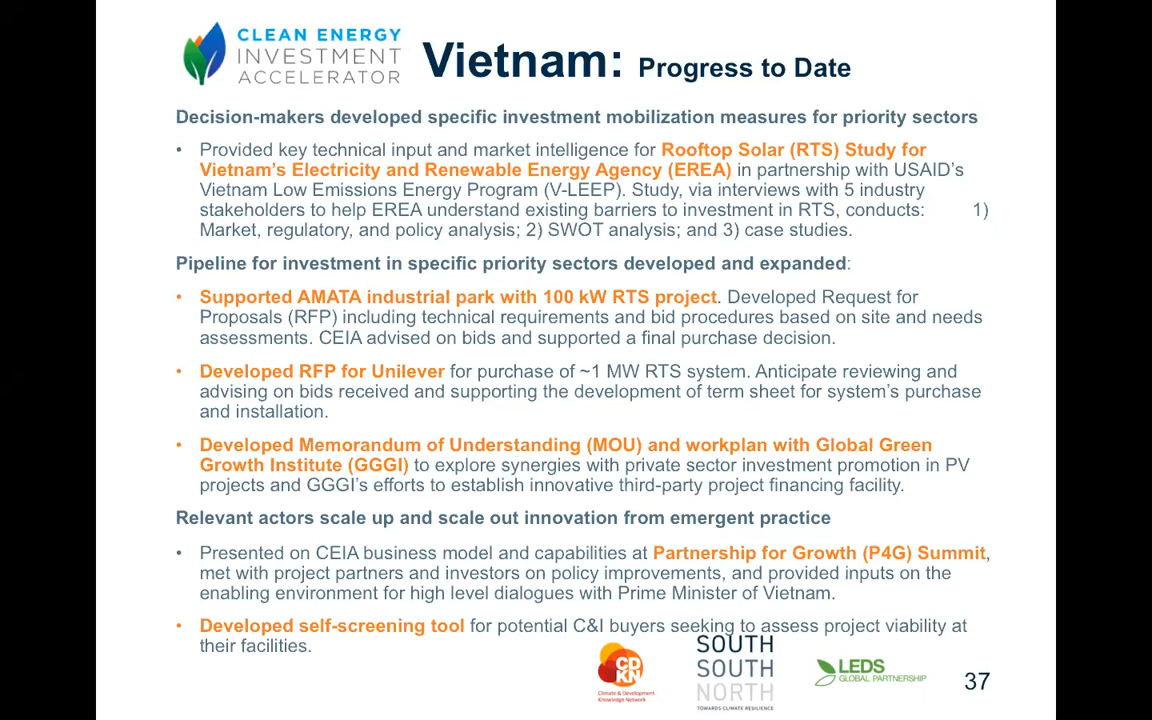 CLEAN ENERGY
INVESTMENT
ACCELERATOR
Vietnam: Progress to Date
Decision-makers developed specific investment mobilization measures for priority sectors
• Provided key technical input and market intelligence for Rooftop Solar (RTS) Study for
Vietnam's Electricity and Renewable Energy Agency (EREA) in partnership with USAID's
Vietnam Low Emissions Energy Program (V-LEEP). Study, via interviews with 5 industry
stakeholders to help EREA understand existing barriers to investment in RTS, conducts: 1)
Market, regulatory, and policy analysis; 2) SWOT analysis; and 3) case studies.
Pipeline for investment in specific priority sectors developed and expanded:
• Supported AMATA industrial park with 100 kW RTS project. Developed Request for
Proposals (RFP) including technical requirements and bid procedures based on site and needs
assessments. CEIA advised on bids and supported a final purchase decision.
• Developed RFP for Unilever for purchase of ~1 MW RTS system. Anticipate reviewing and
advising on bids received and supporting the development of term sheet for system's purchase
and installation.
• Developed Memorandum of Understanding (MOU) and workplan with Global Green
Growth Institute (GGGI) to explore synergies with private sector investment promotion in PV
projects and GGGI's efforts to establish innovative third-party project financing facility.
Relevant actors scale up and scale out innovation from emergent practice
• Presented on CEIA business model and capabilities at Partnership for Growth (P4G) Summit,
met with project partners and investors on policy improvements, and provided inputs on the
enabling environment for high level dialogues with Prime Minister of Vietnam.
• Developed self-screening tool for potential C&I buyers seeking to assess project viability at
their facilities.
CD
KN
Climate & Development
Knowledge Network
SOUTH
SOUTH
NORTH
TOWARDS CLIMATE RESILIENCE
LEDS
GLOBAL PARTNERSHIP
37